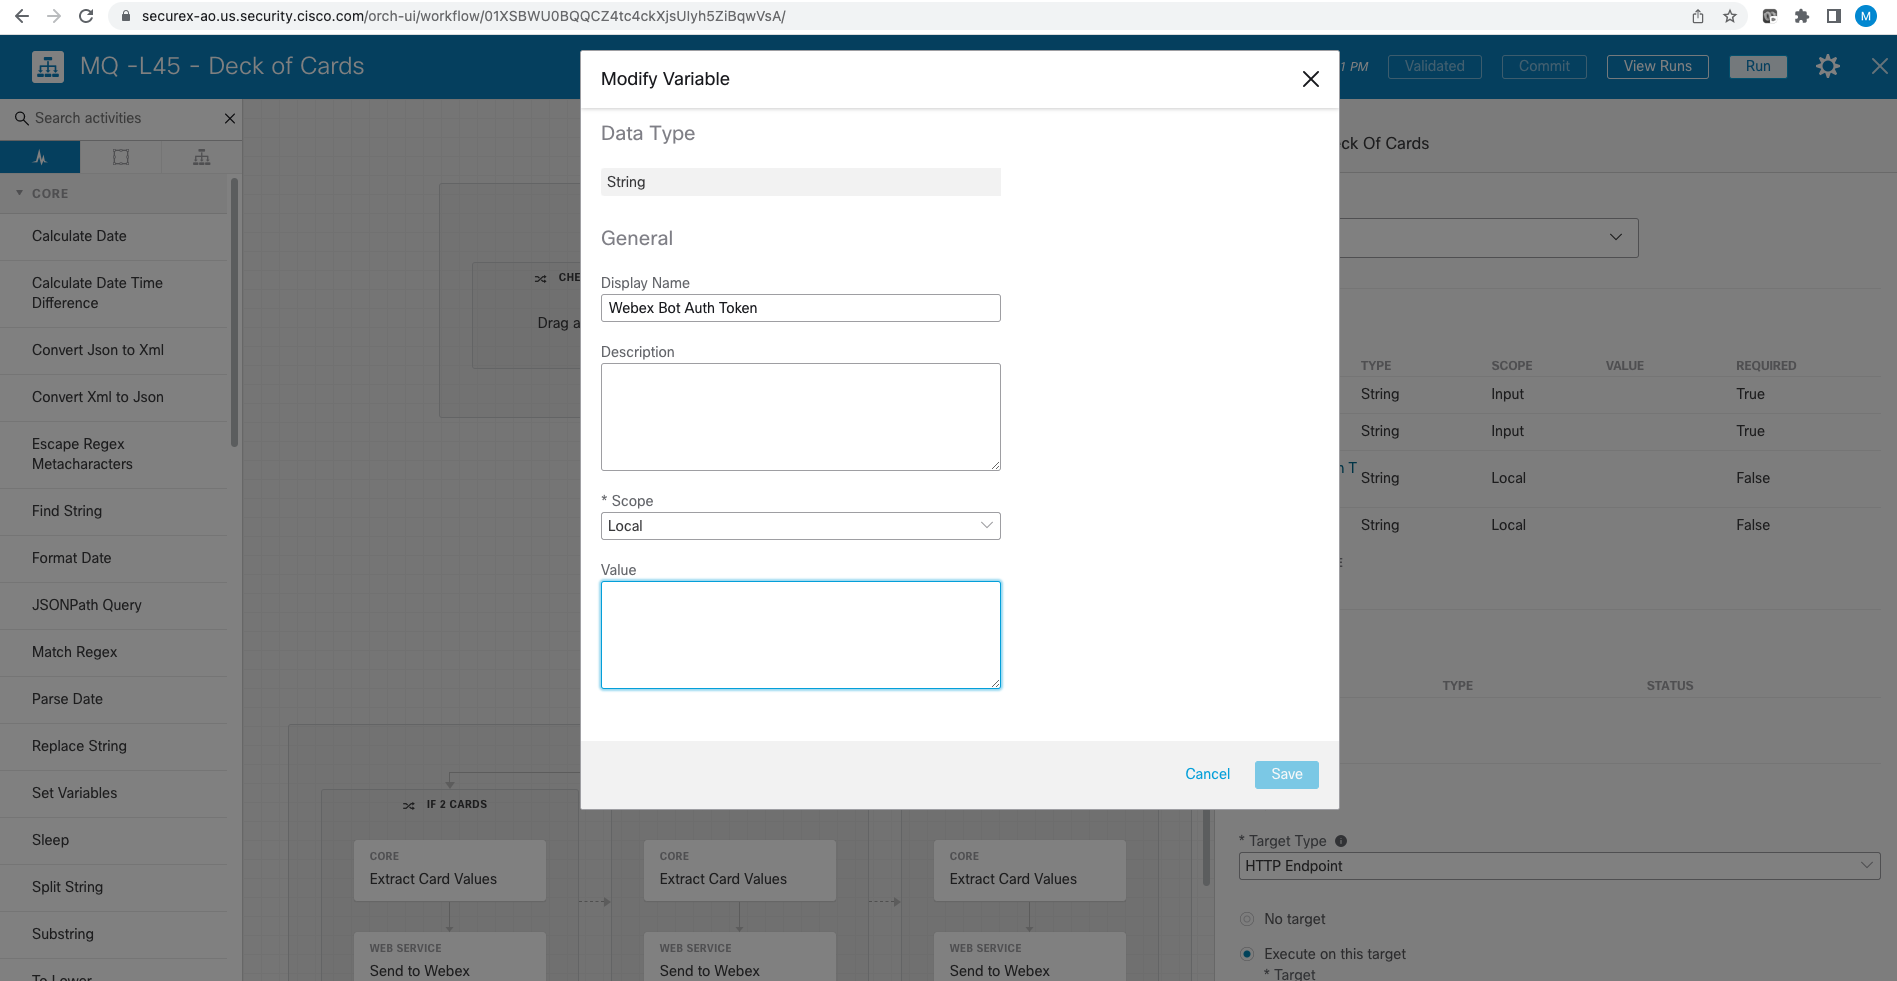 securex-ao.us.security.cisco.com/orch-ui/workflow/01XSBWU0BQQCZ4tc4ckXjsUlyh5ZiBqwVsA/
M
MQ -L45 - Deck of Cards
PM
Validated
Commit
View Runs
Run
Search activities
CORE
Calculate Date
Calculate Date Time
Difference
Convert Json to Xml
Convert Xml to Json
Escape Regex
Metacharacters
Find String
Format Date
JSONPath Query
Match Regex
Parse Date
Replace String
Set Variables
Sleep
Split String
Substring
To Lower
CHE
Drag a
IF 2 CARDS
CORE
Extract Card Values
WEB SERVICE
Send to Webex
CORE
Extract Card Values
WEB SERVICE
Send to Webex
CORE
Extract Card Values
WEB SERVICE
Send to Webex
Modify Variable
Data Type
String
General
Display Name
Webex Bot Auth Token
Description
* Scope
Local
Value
Cancel
Save
ck Of Cards
TYPE SCOPE VALUE REQUIRED
String Input True
String Input True
n T String Local False
String Local False
TYPE STATUS
* Target Type
HTTP Endpoint
No target
Execute on this target
* Target